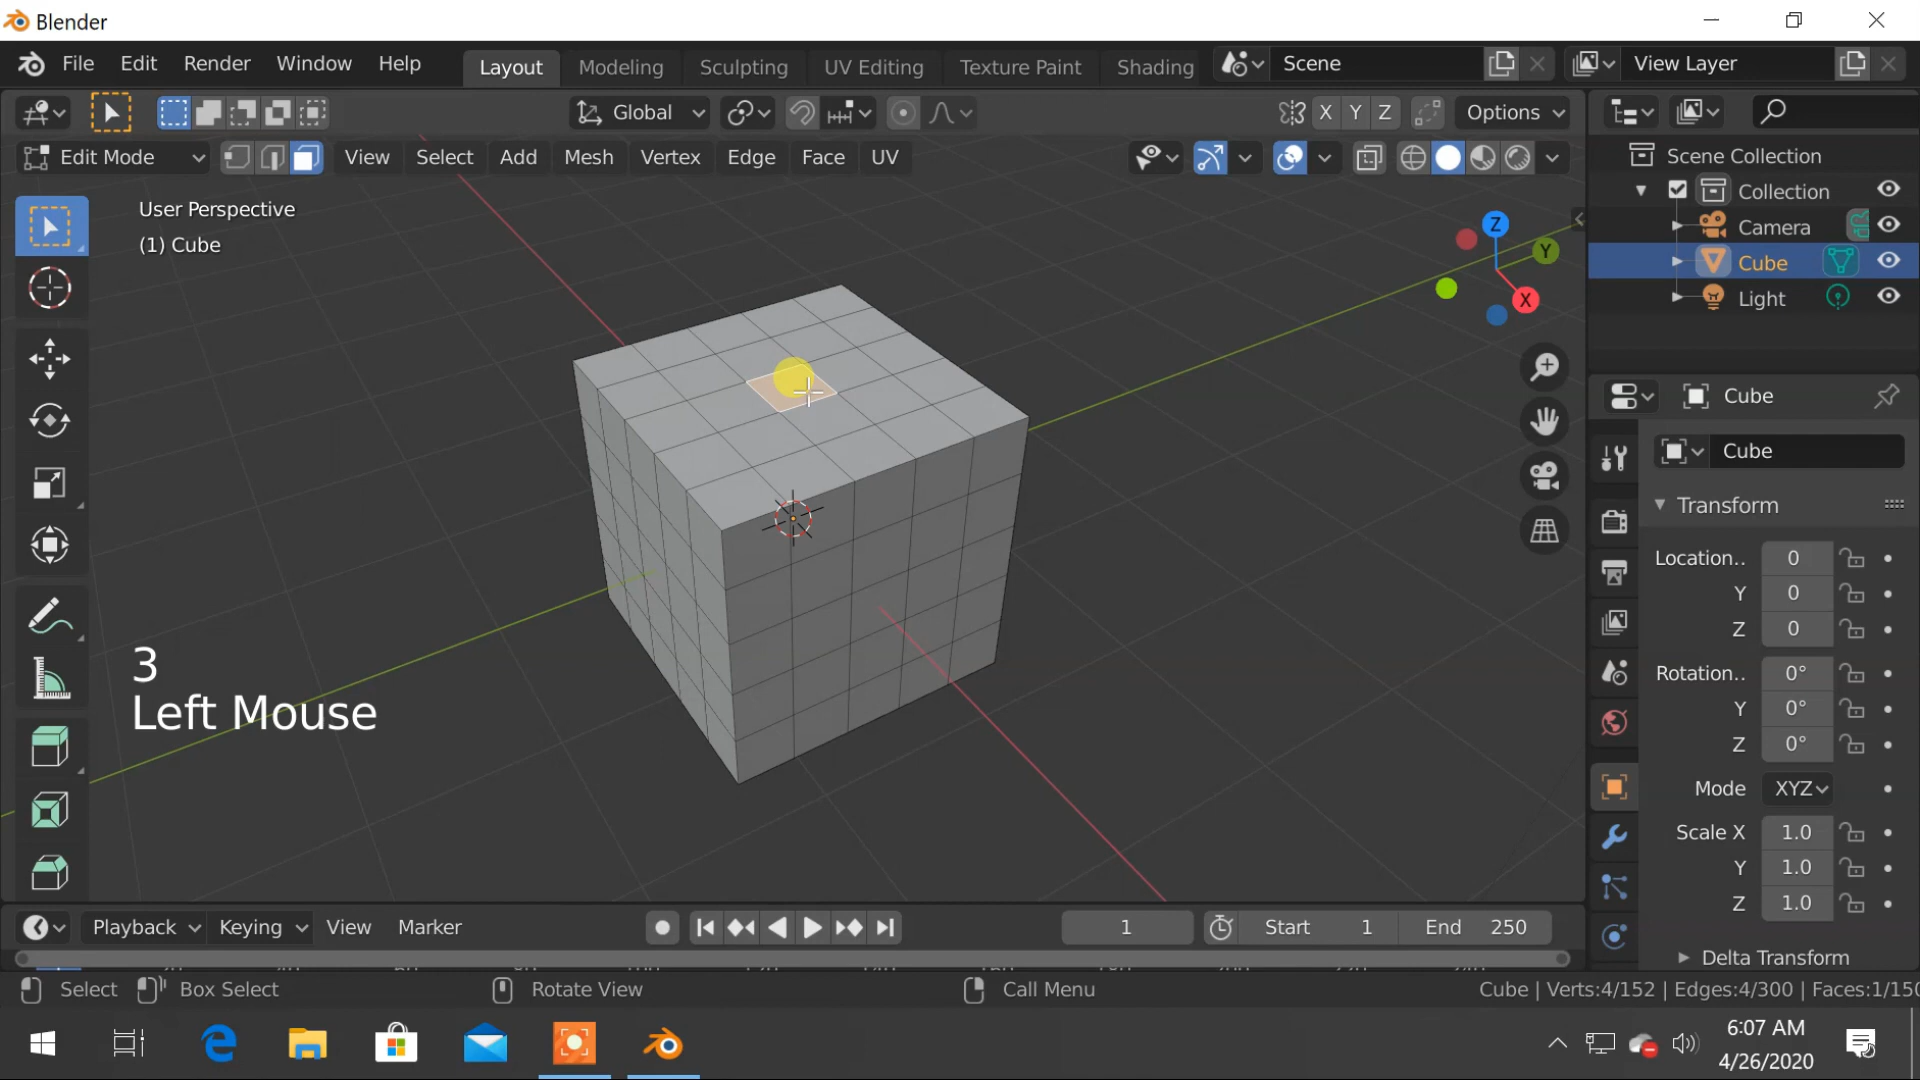 Blender
File Edit Render Window Help Layout Modeling Sculpting UV Editing Texture Paint Shading Scene View Layer
Global X Y Z Options
Edit Mode View Select Add Mesh Vertex Edge Face UV
User Perspective
(1) Cube
Z
Y
X
3
Left Mouse
Scene Collection
Collection
Camera
Cube
Light
Cube
Cube
Transform
Location.. 0
Y 0
Z 0
Rotation.. 0°
Y 0°
Z 0°
Mode XYZ
Scale X 1.0
Y 1.0
Z 1.0
Delta Transform
Playback Keying View Marker 1 Start 1 End 250
Select Box Select Rotate View Call Menu Cube | Verts:4/152 | Edges:4/300 | Faces:1/150
6:07 AM
4/26/2020